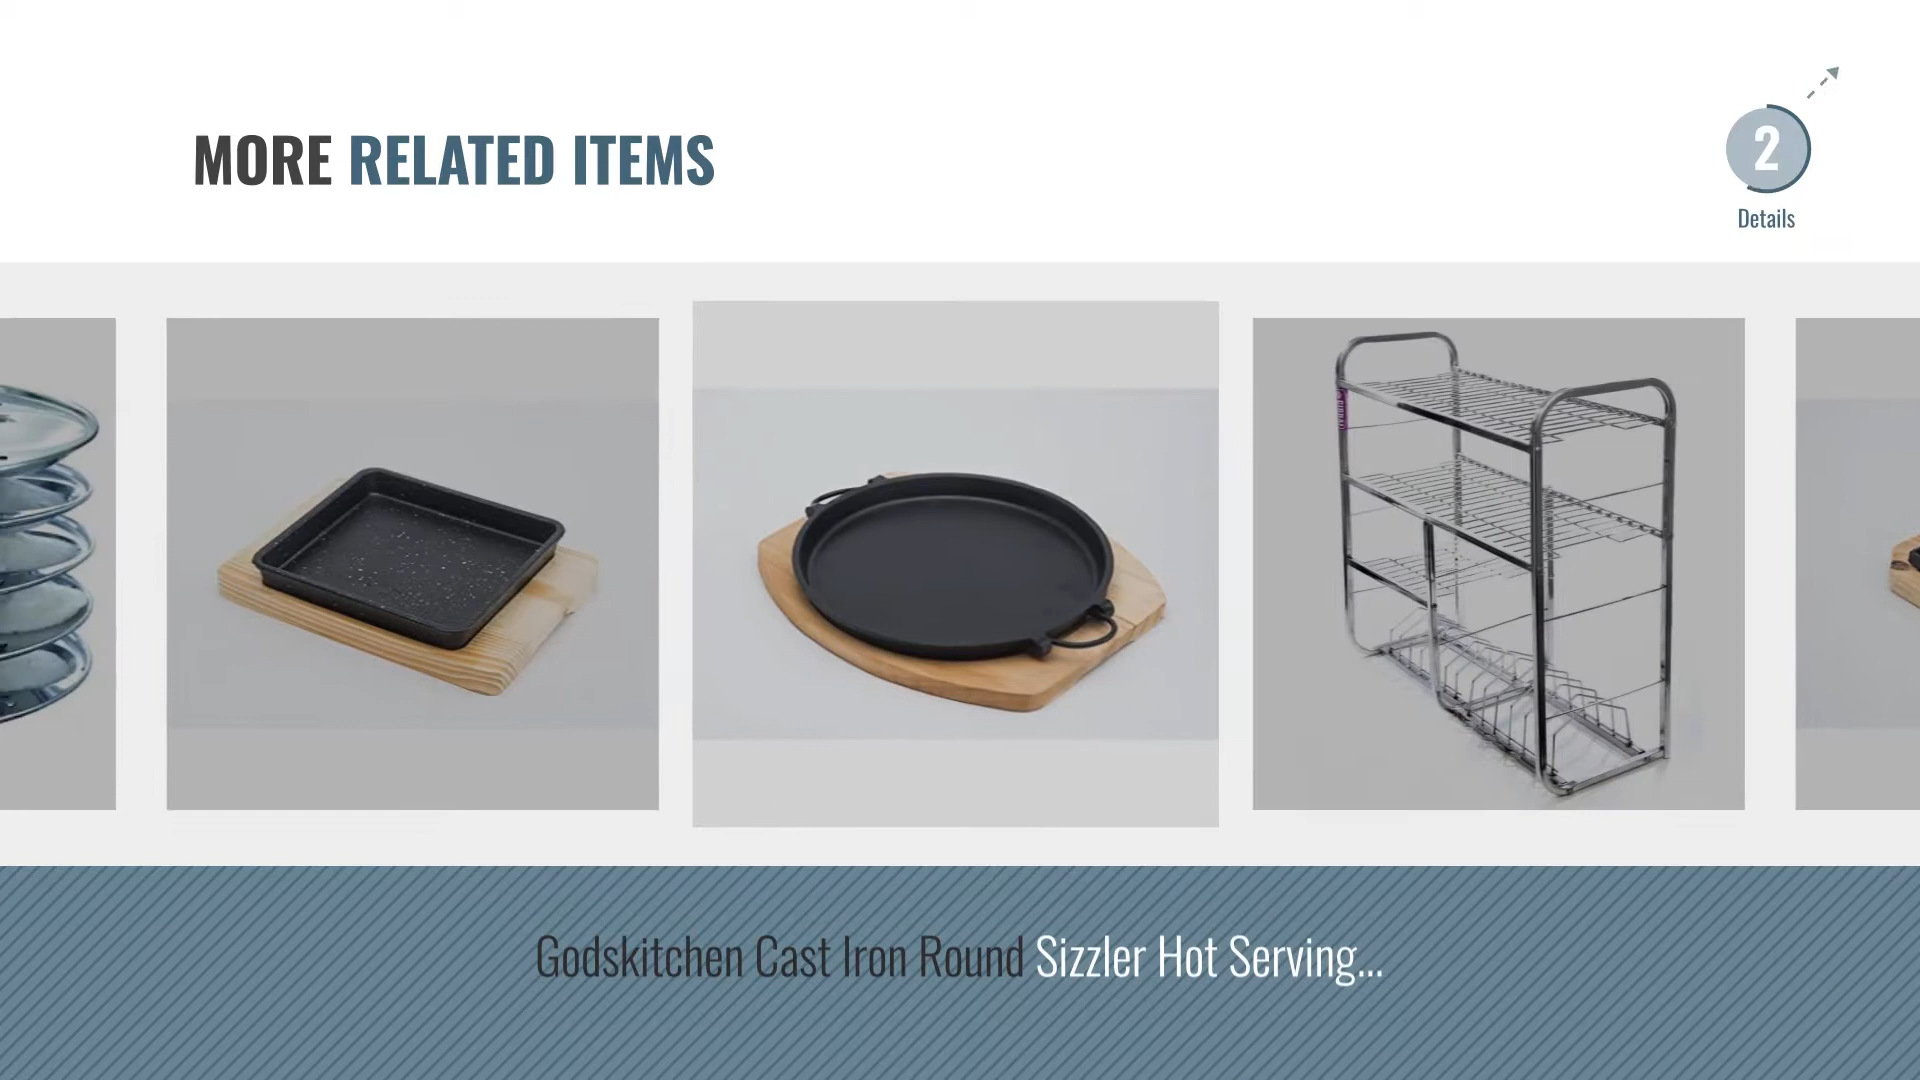 MORE RELATED ITEMS
2
Details
Godskitchen Cast Iron Round Sizzler Hot Serving...